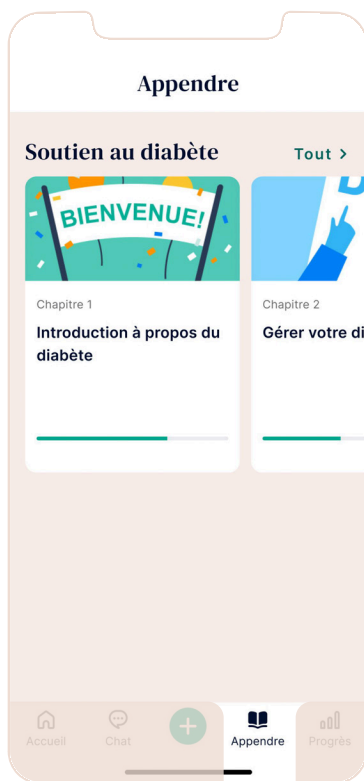 Appendre
Soutien au diabète
Tout >
BIENVENUE!
Chapitre 1
Introduction à propos du
diabète
Chapitre 2
Gérer votre di
Accueil
Chat
Appendre
Progrès